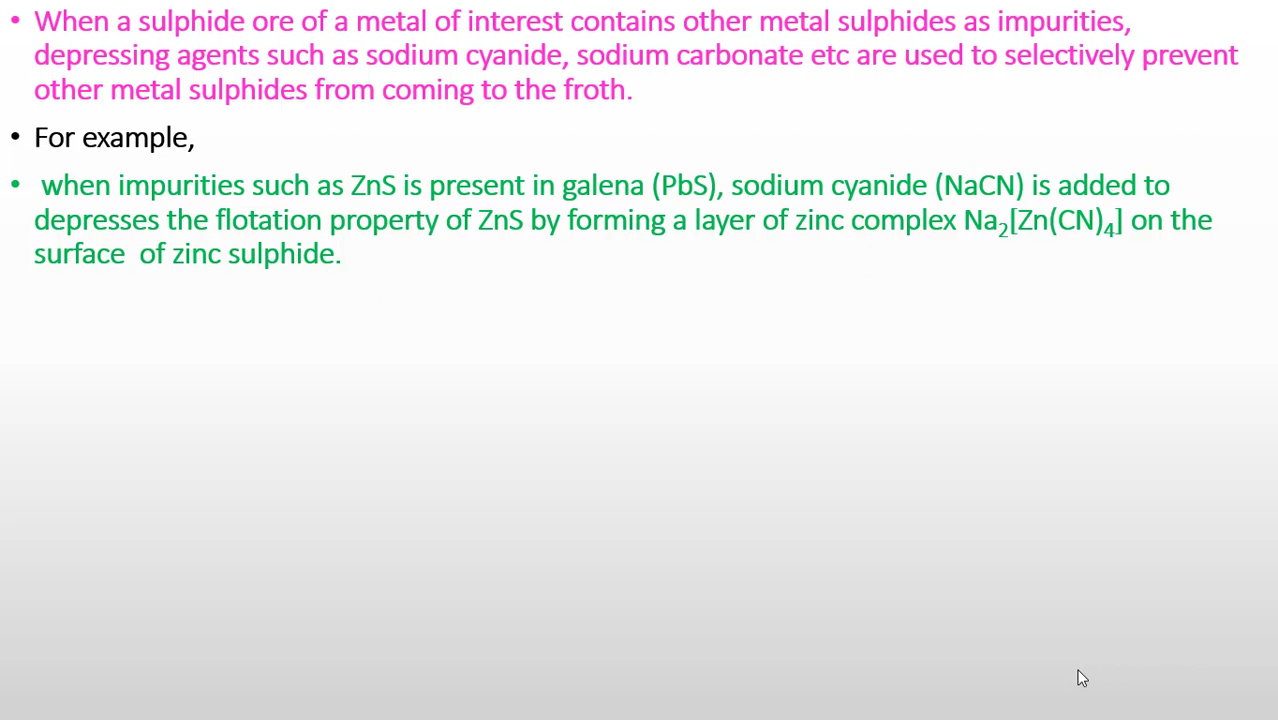 • When a sulphide ore of a metal of interest contains other metal sulphides as impurities,
depressing agents such as sodium cyanide, sodium carbonate etc are used to selectively prevent
other metal sulphides from coming to the froth.
• For example,
• when impurities such as ZnS is present in galena (PbS), sodium cyanide (NaCN) is added to
depresses the flotation property of ZnS by forming a layer of zinc complex Na₂[Zn(CN)₄] on the
surface of zinc sulphide.